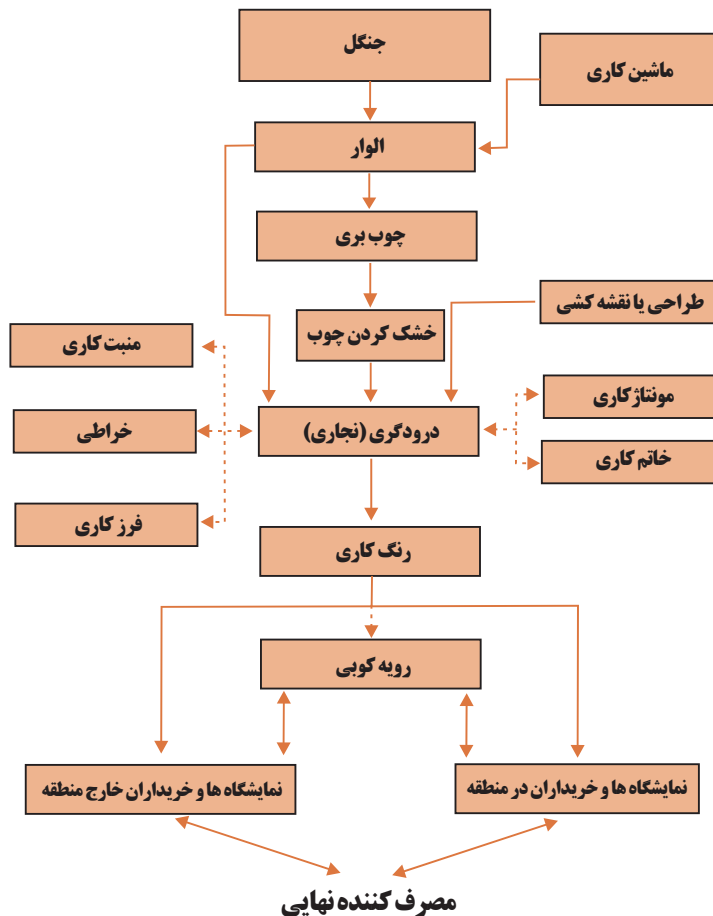 جنگل
ماشین کاری
الوار
چوب بری
طراحی یا نقشه کشی
خشک کردن چوب
منبت کاری
مونتاژ کاری
درودگری (نجاری)
خراطی
خاتم کاری
فرز کاری
رنگ کاری
رویه کوبی
نمایشگاه ها و خریداران در منطقه
نمایشگاه ها و خریداران خارج منطقه
مصرف کننده نهایی